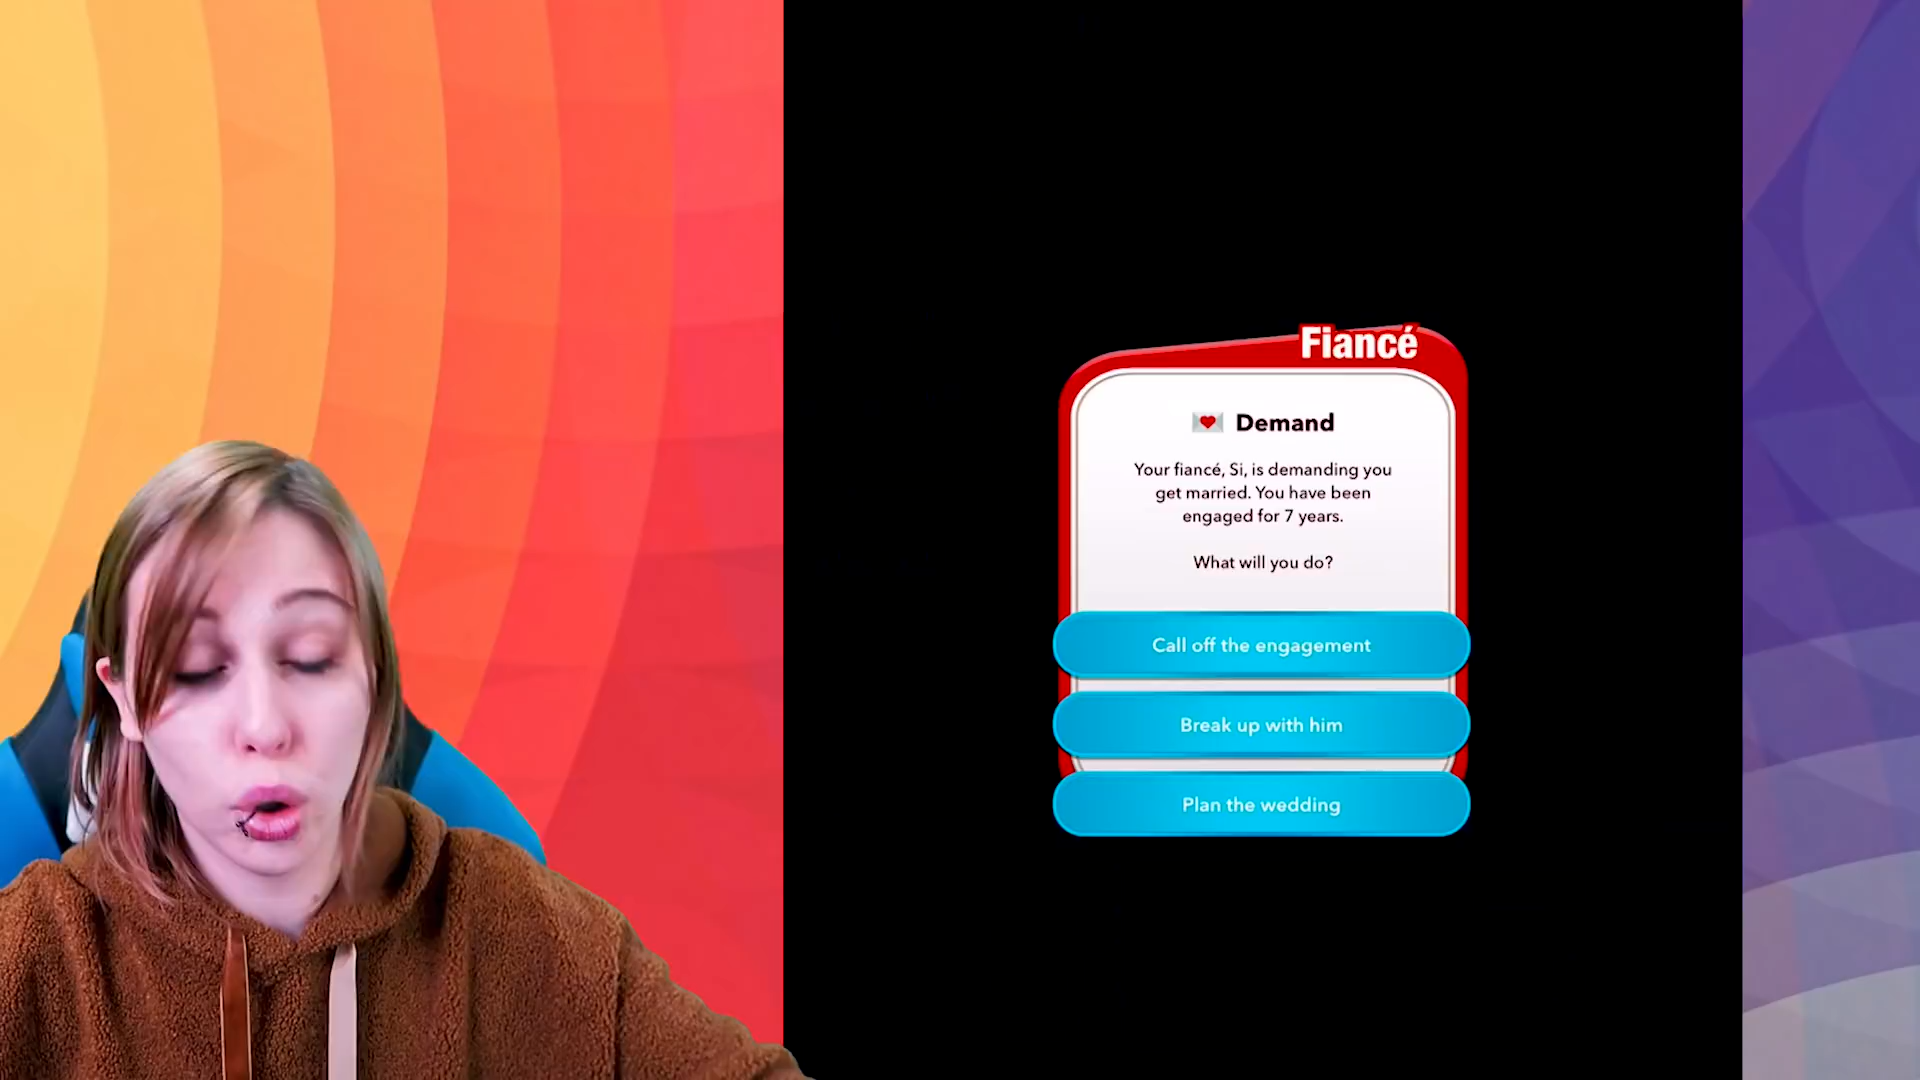 Fiancé
Demand
Your fiancé, Si, is demanding you
get married. You have been
engaged for 7 years.
What will you do?
Call off the engagement
Break up with him
Plan the wedding